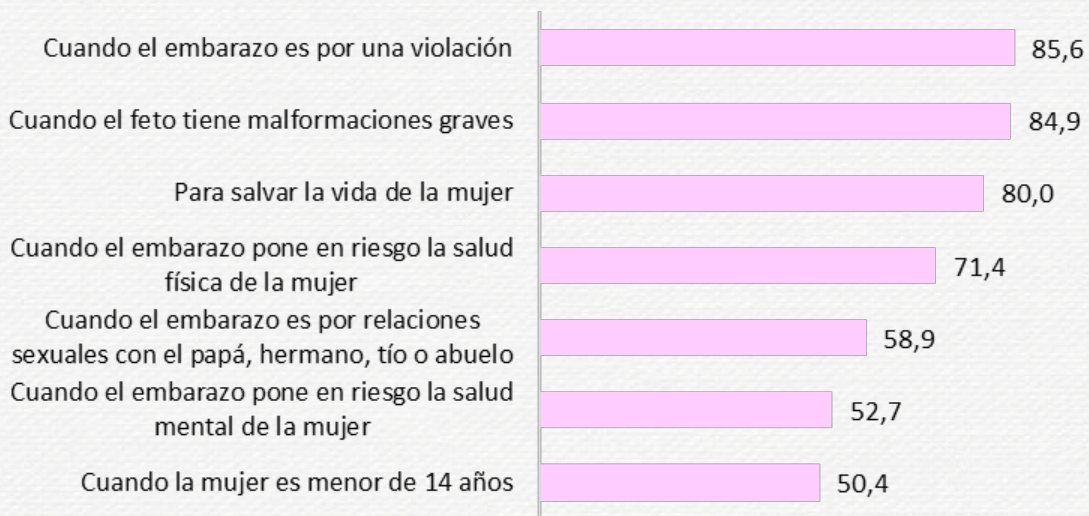 Cuando el embarazo es por una violación
85,6
Cuando el feto tiene malformaciones graves
84,9
Para salvar la vida de la mujer
80,0
Cuando el embarazo pone en riesgo la salud
física de la mujer
71,4
Cuando el embarazo es por relaciones
sexuales con el papá, hermano, tío o abuelo
58,9
Cuando el embarazo pone en riesgo la salud
mental de la mujer
52,7
Cuando la mujer es menor de 14 años
50,4